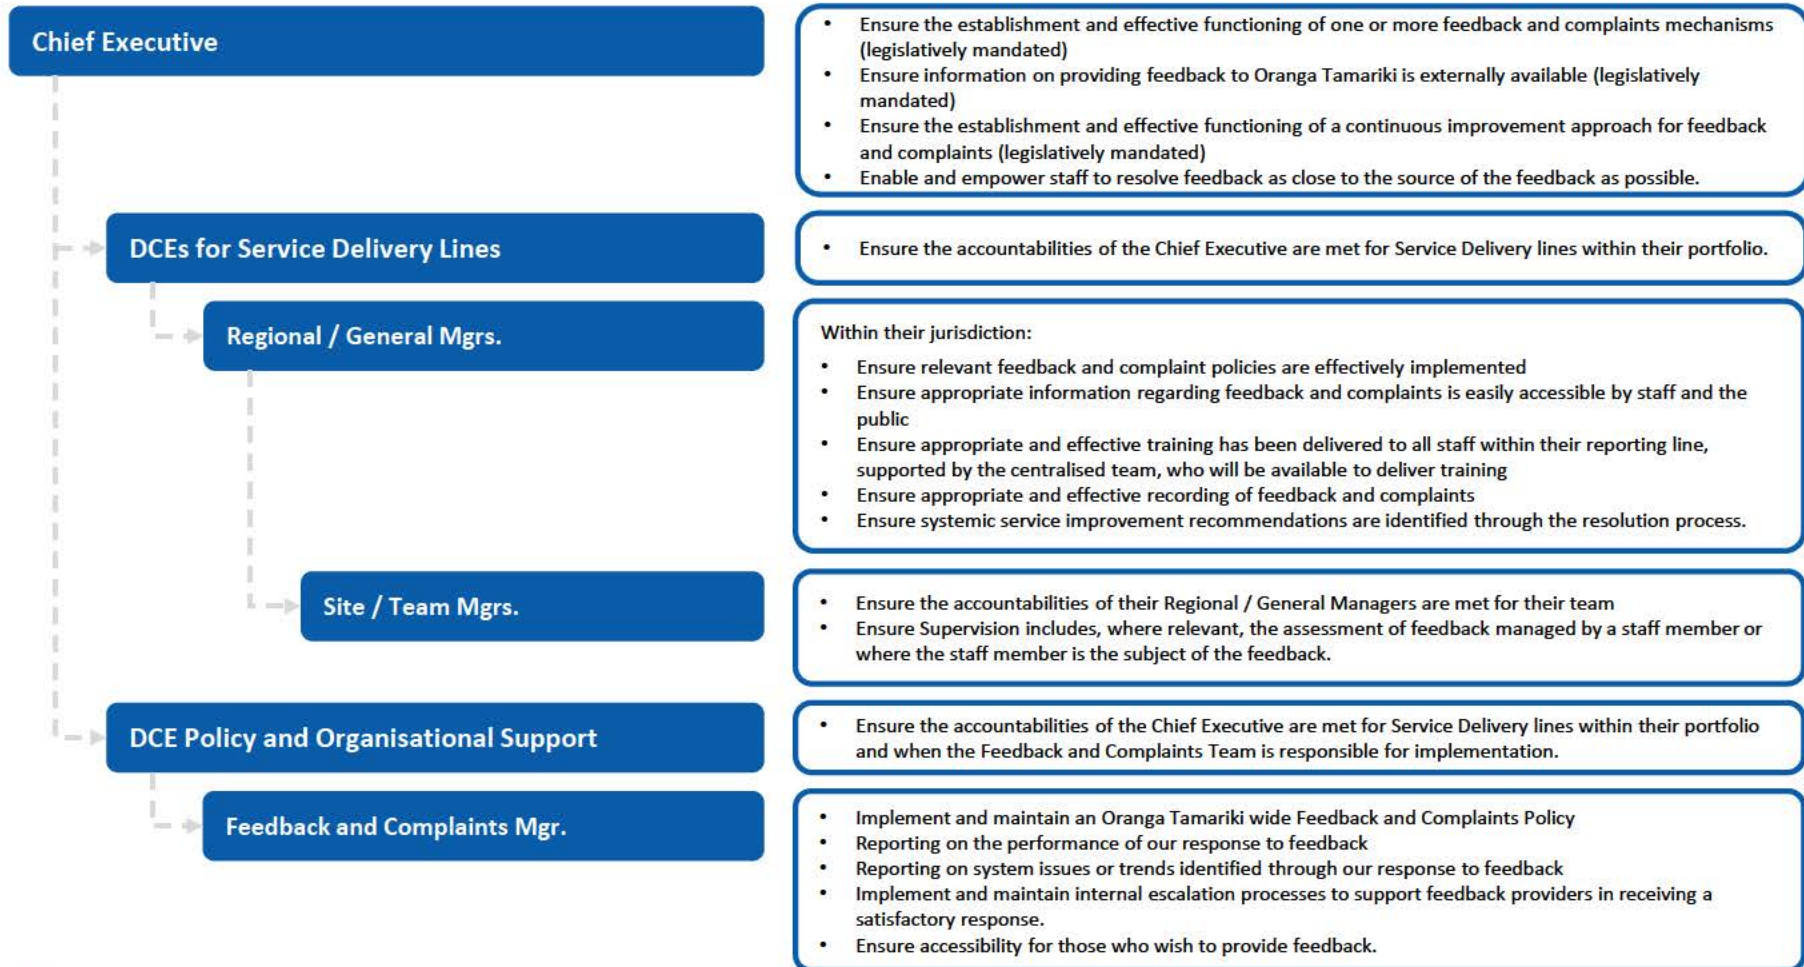 Chief Executive
• Ensure the establishment and effective functioning of one or more feedback and complaints mechanisms
(legislatively mandated)
• Ensure information on providing feedback to Oranga Tamariki is externally available (legislatively
mandated)
• Ensure the establishment and effective functioning of a continuous improvement approach for feedback
and complaints (legislatively mandated)
• Enable and empower staff to resolve feedback as close to the source of the feedback as possible.
DCEs for Service Delivery Lines
• Ensure the accountabilities of the Chief Executive are met for Service Delivery lines within their portfolio.
Regional / General Mgrs.
Within their jurisdiction:
• Ensure relevant feedback and complaint policies are effectively implemented
• Ensure appropriate information regarding feedback and complaints is easily accessible by staff and the
public
• Ensure appropriate and effective training has been delivered to all staff within their reporting line,
supported by the centralised team, who will be available to deliver training
• Ensure appropriate and effective recording of feedback and complaints
• Ensure systemic service improvement recommendations are identified through the resolution process.
Site / Team Mgrs.
• Ensure the accountabilities of their Regional / General Managers are met for their team
• Ensure Supervision includes, where relevant, the assessment of feedback managed by a staff member or
where the staff member is the subject of the feedback.
DCE Policy and Organisational Support
• Ensure the accountabilities of the Chief Executive are met for Service Delivery lines within their portfolio
and when the Feedback and Complaints Team is responsible for implementation.
Feedback and Complaints Mgr.
• Implement and maintain an Oranga Tamariki wide Feedback and Complaints Policy
• Reporting on the performance of our response to feedback
• Reporting on system issues or trends identified through our response to feedback
• Implement and maintain internal escalation processes to support feedback providers in receiving a
satisfactory response.
• Ensure accessibility for those who wish to provide feedback.